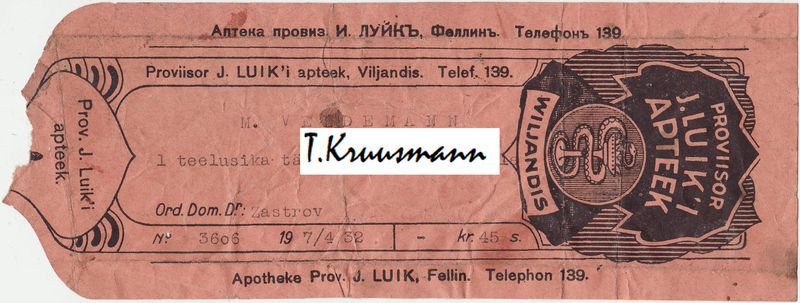 Аптека провиз. И. ЛУЙКЪ, Феллинъ. Телефонъ 139
Proviisor J. LUIK'i apteek, Viljandis. Telef. 139.
Prov. J. Luik'i
apteek.
M.
T.Kruusmann
1 teelusika
Ord. Dom. Dr: Zastrov
№ 3606 19 7/4 32 - kr. 45 s.
Apotheke Prov. J. LUIK, Fellin. Telephon 139.
PROVIISOR
J. LUIK'I
APTEEK
WILJANDIS